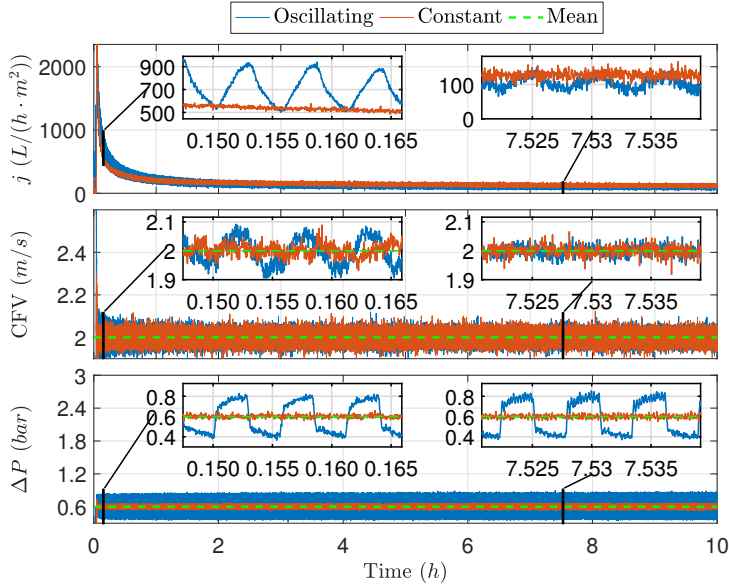 Oscillating Constant Mean
j (L/(h · m²))
2000
1000
0
900
700
500
0.150 0.155 0.160 0.165
100
0
7.525 7.53 7.535
CFV (m/s)
2.4
2.2
2
2.1
2
1.9
0.150 0.155 0.160 0.165
2.1
2
1.9
7.525 7.53 7.535
ΔP (bar)
3
2.4
1.8
1.2
0.6
0.8
0.6
0.4
0.150 0.155 0.160 0.165
0.8
0.6
0.4
7.525 7.53 7.535
0 2 4 6 8 10
Time (h)